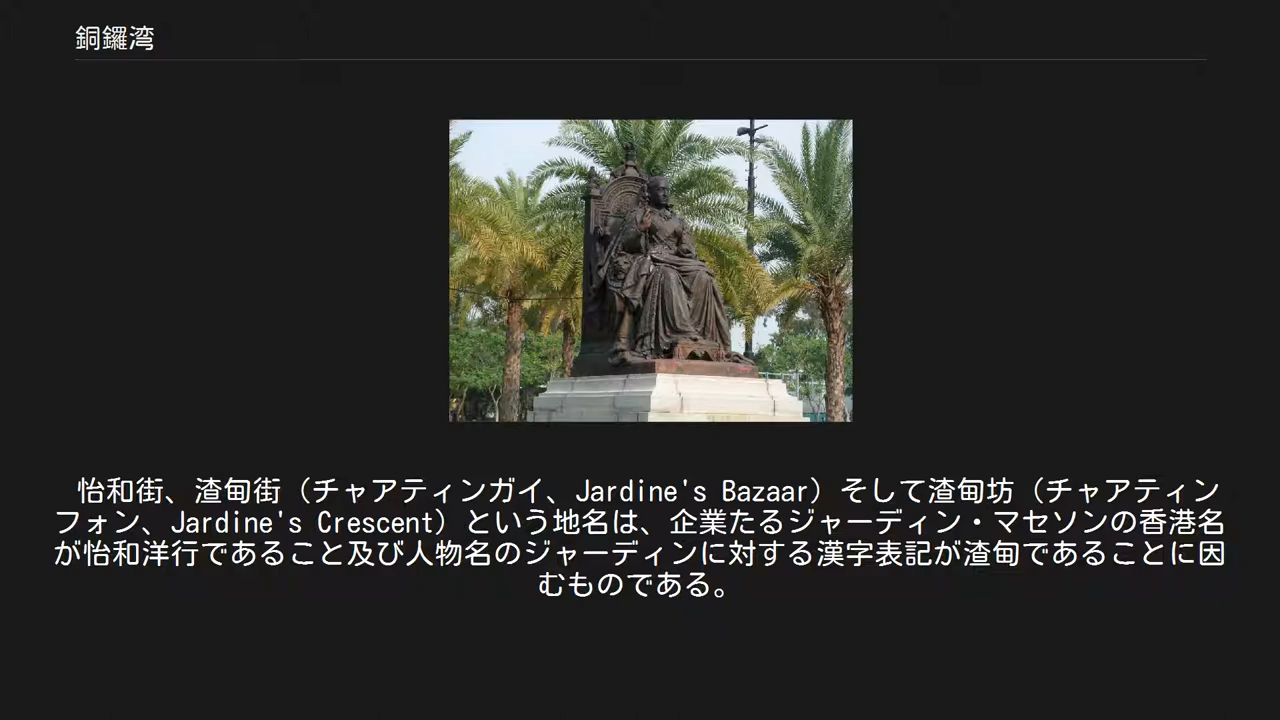 銅鑼湾
怡和街、渣甸街（チャアティンガイ、Jardine's Bazaar）そして渣甸坊（チャアティン
フォン、Jardine's Crescent）という地名は、企業たるジャーディン・マセソンの香港名
が怡和洋行であること及び人物名のジャーディンに対する漢字表記が渣甸であることに因
むものである。